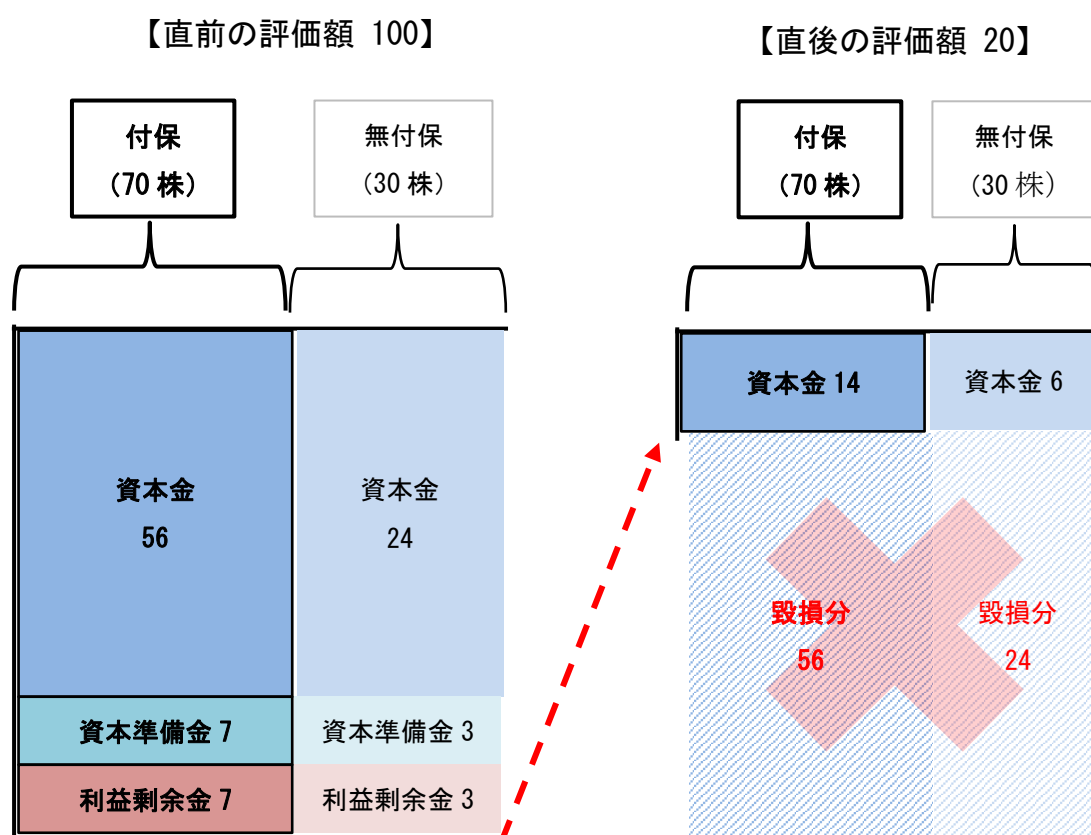 【直前の評価額 100】
付保
(70 株)
無付保
(30 株)
資本金
56
資本金
24
資本準備金 7
資本準備金 3
利益剰余金 7
利益剰余金 3
【直後の評価額 20】
付保
(70 株)
無付保
(30 株)
資本金 14
資本金 6
毀損分
56
毀損分
24